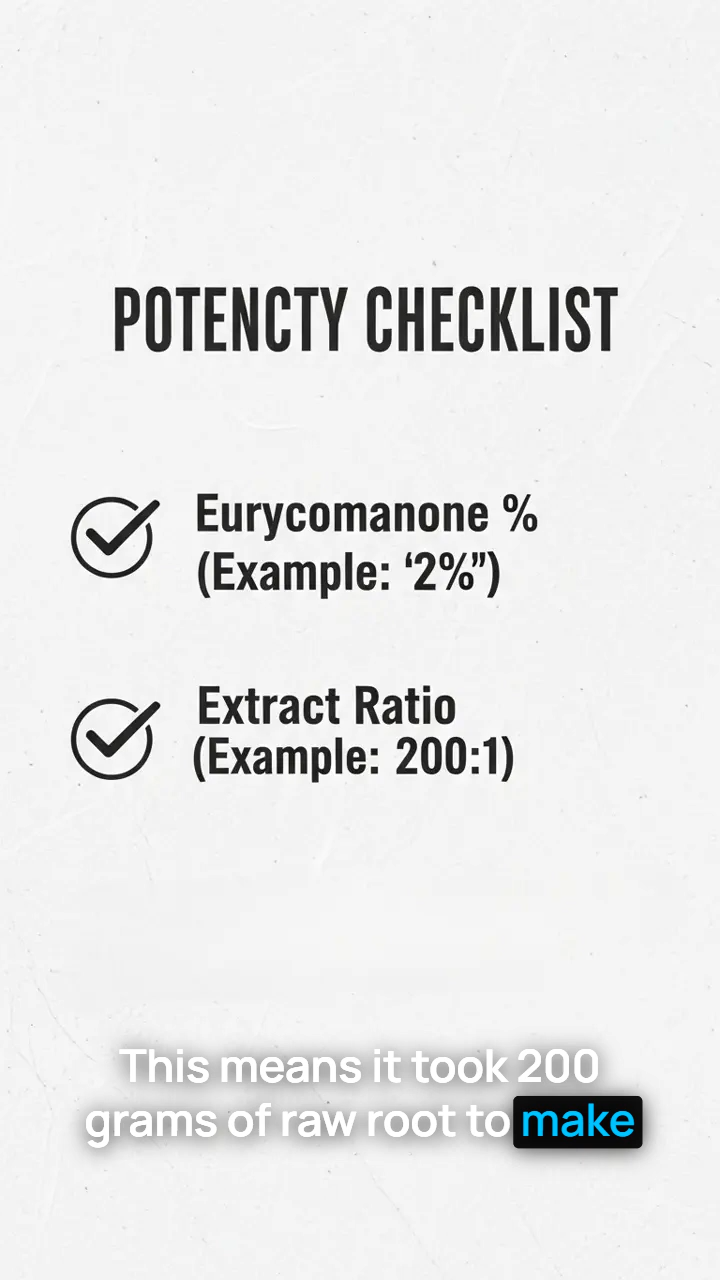 POTENCTY CHECKLIST
Eurycomanone %
(Example: ‘2%”)
Extract Ratio
(Example: 200:1)
This means it took 200
grams of raw root to make